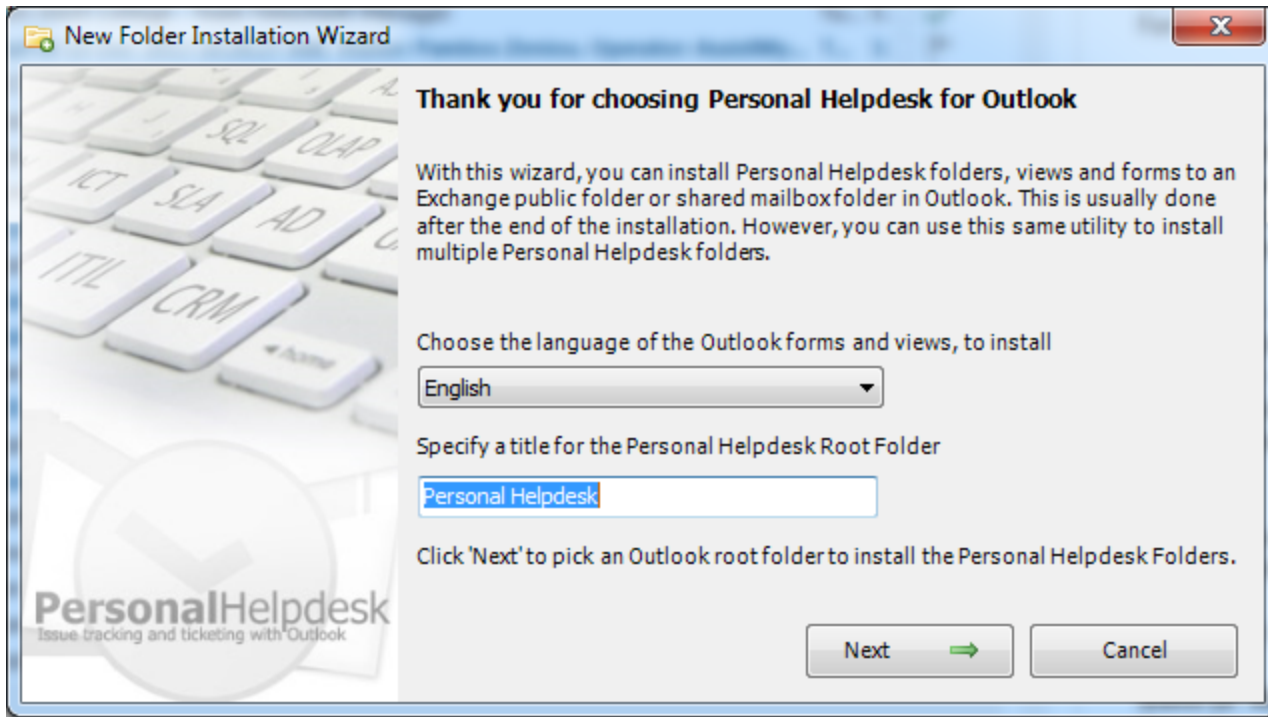 New Folder Installation Wizard
X
Thank you for choosing Personal Helpdesk for Outlook
With this wizard, you can install Personal Helpdesk folders, views and forms to an
Exchange public folder or shared mailbox folder in Outlook. This is usually done
after the end of the installation. However, you can use this same utility to install
multiple Personal Helpdesk folders.
Choose the language of the Outlook forms and views, to install
English
Specify a title for the Personal Helpdesk Root Folder
Personal Helpdesk
Click 'Next' to pick an Outlook root folder to install the Personal Helpdesk Folders.
Next
Cancel
SQL
OLAP
ICT
SLA
AD
ITIL
CRM
home
PersonalHelpdesk
Issue tracking and ticketing with Outlook